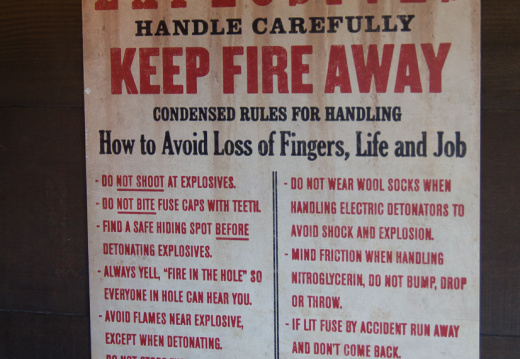 EXPLOSIVES
HANDLE CAREFULLY
KEEP FIRE AWAY
CONDENSED RULES FOR HANDLING
How to Avoid Loss of Fingers, Life and Job
- DO NOT SHOOT AT EXPLOSIVES.
- DO NOT BITE FUSE CAPS WITH TEETH.
- FIND A SAFE HIDING SPOT BEFORE
DETONATING EXPLOSIVES.
- ALWAYS YELL, "FIRE IN THE HOLE" SO
EVERYONE IN HOLE CAN HEAR YOU.
- AVOID FLAMES NEAR EXPLOSIVE,
EXCEPT WHEN DETONATING.
- DO NOT WEAR WOOL SOCKS WHEN
HANDLING ELECTRIC DETONATORS TO
AVOID SHOCK AND EXPLOSION.
- MIND FRICTION WHEN HANDLING
NITROGLYCERIN, DO NOT BUMP, DROP
OR THROW.
- IF LIT FUSE BY ACCIDENT RUN AWAY
AND DON'T COME BACK.